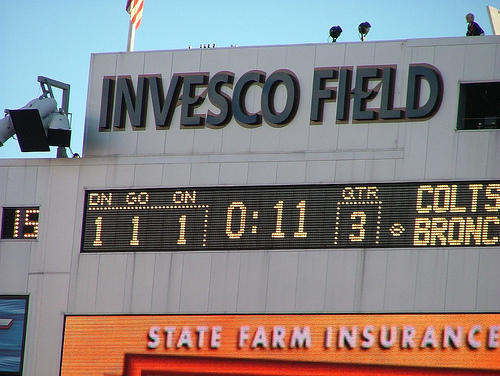 INVESCO FIELD
DN GO ON QTR COLTS
15 1 1 1 0:11 3 BRONC
STATE FARM INSURANCE